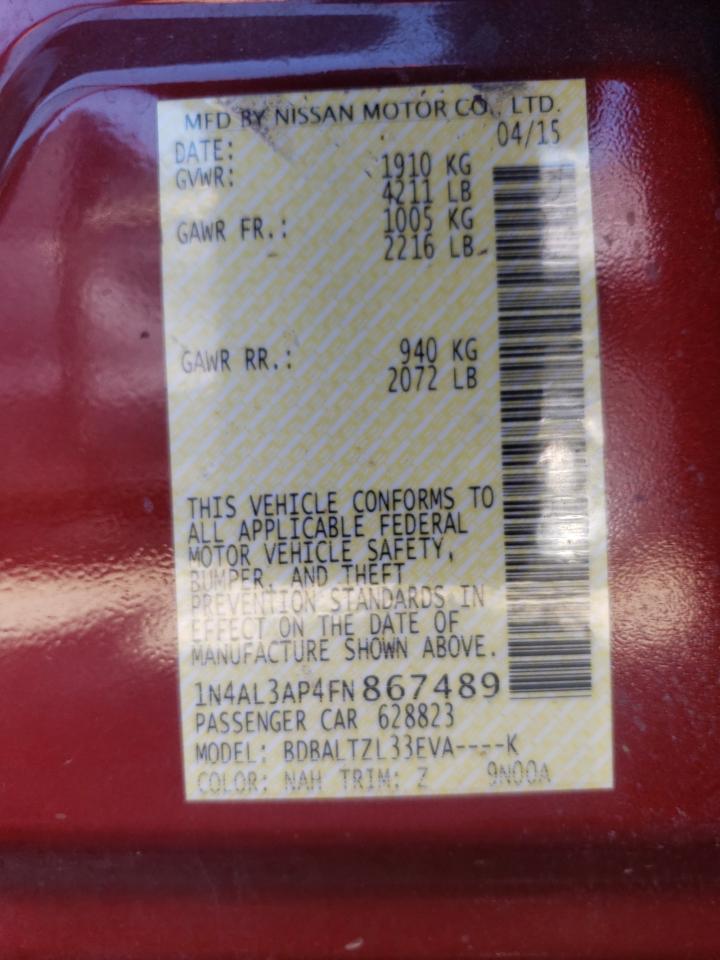 MFD BY NISSAN MOTOR CO., LTD.
DATE: 04/15
GVWR: 1910 KG
4211 LB
GAWR FR.: 1005 KG
2216 LB
GAWR RR.: 940 KG
2072 LB
THIS VEHICLE CONFORMS TO
ALL APPLICABLE FEDERAL
MOTOR VEHICLE SAFETY,
BUMPER, AND THEFT
PREVENTION STANDARDS IN
EFFECT ON THE DATE OF
MANUFACTURE SHOWN ABOVE.
1N4AL3AP4FN867489
PASSENGER CAR 628823
MODEL: BDBALTZL33EVA----K
COLOR: NAH TRIM: Z 9N00A